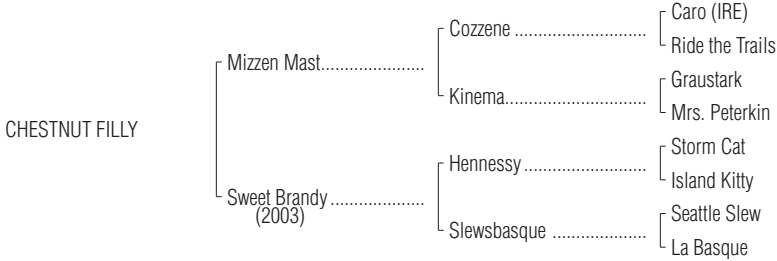 Caro (IRE)
Cozzene ............................
Ride the Trails
Mizzen Mast......................
Graustark
Kinema..............................
Mrs. Peterkin
CHESTNUT FILLY
Storm Cat
Hennessy ..........................
Island Kitty
Sweet Brandy ....................
(2003)
Seattle Slew
Slewsbasque ....................
La Basque